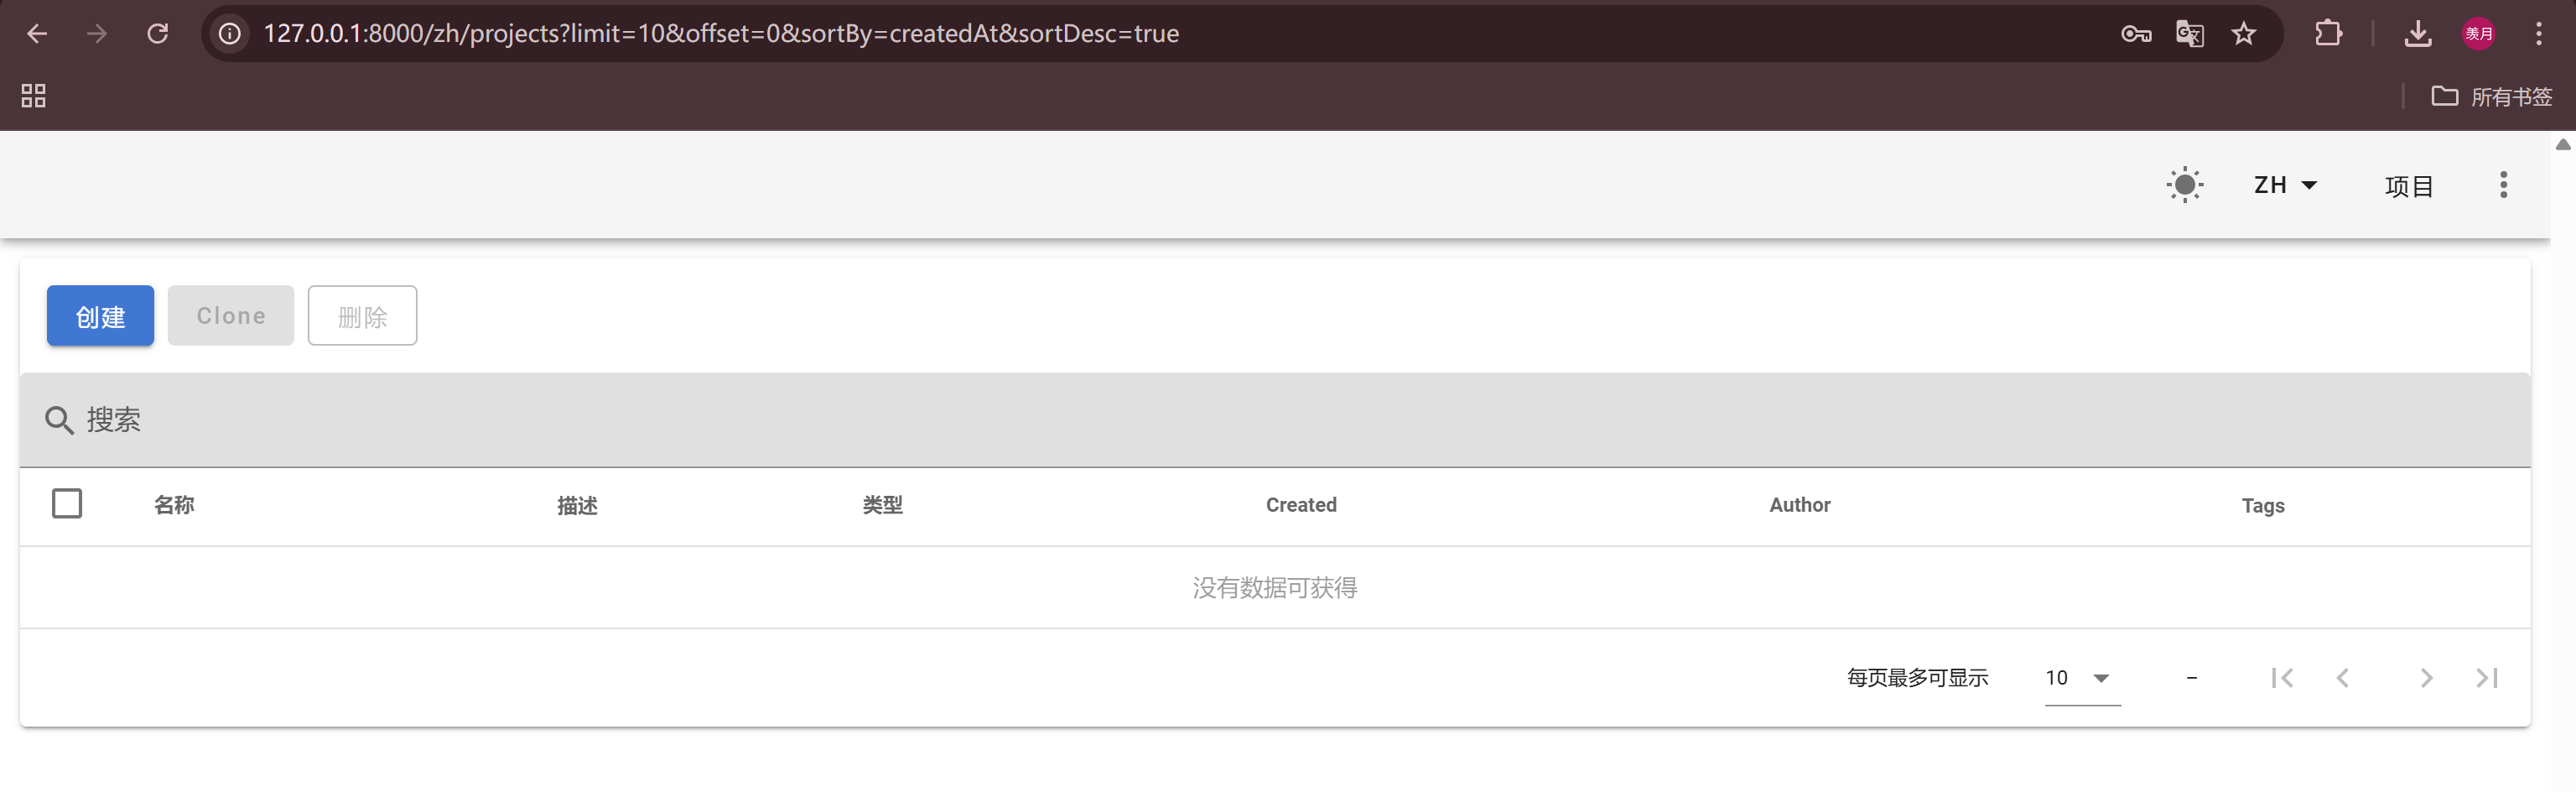 127.0.0.1:8000/zh/projects?limit=10&offset=0&sortBy=createdAt&sortDesc=true
羡月
所有书签
ZH 项目
创建 Clone 删除
搜索
名称 描述 类型 Created Author Tags
没有数据可获得
每页最多可显示 10 –